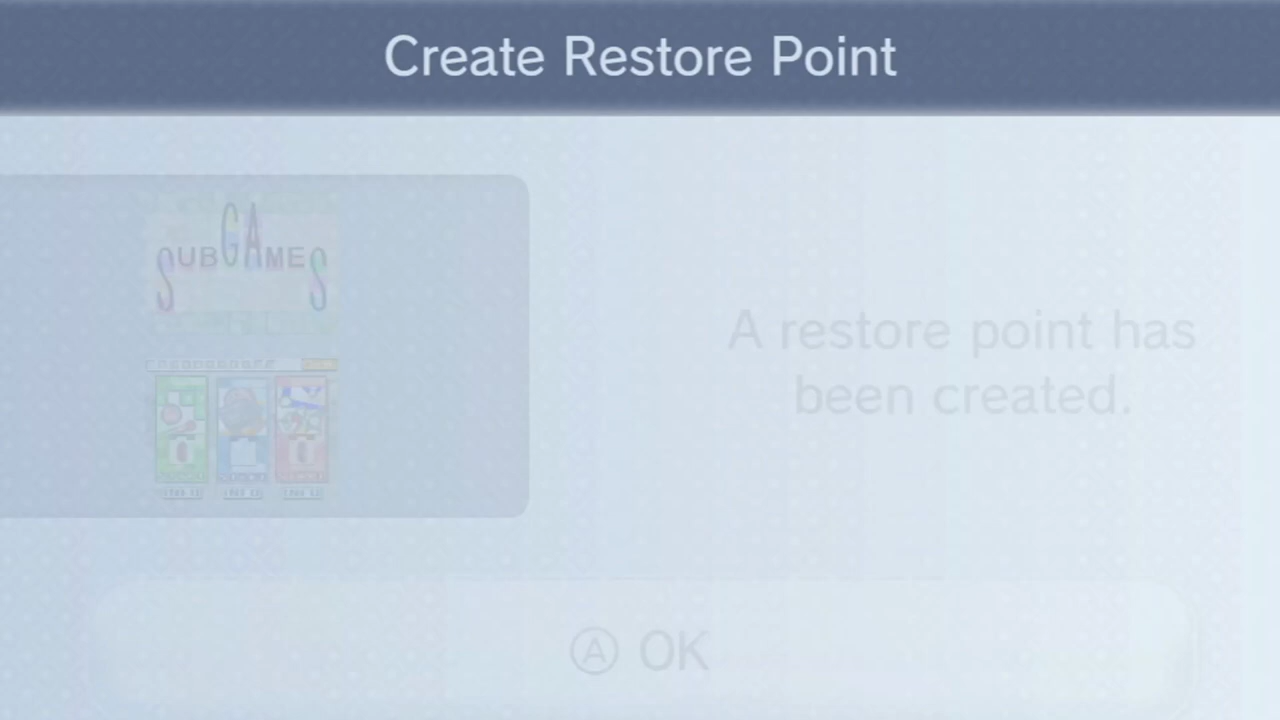 Create Restore Point
SUBGAMES
A restore point has
been created.
Ⓐ OK